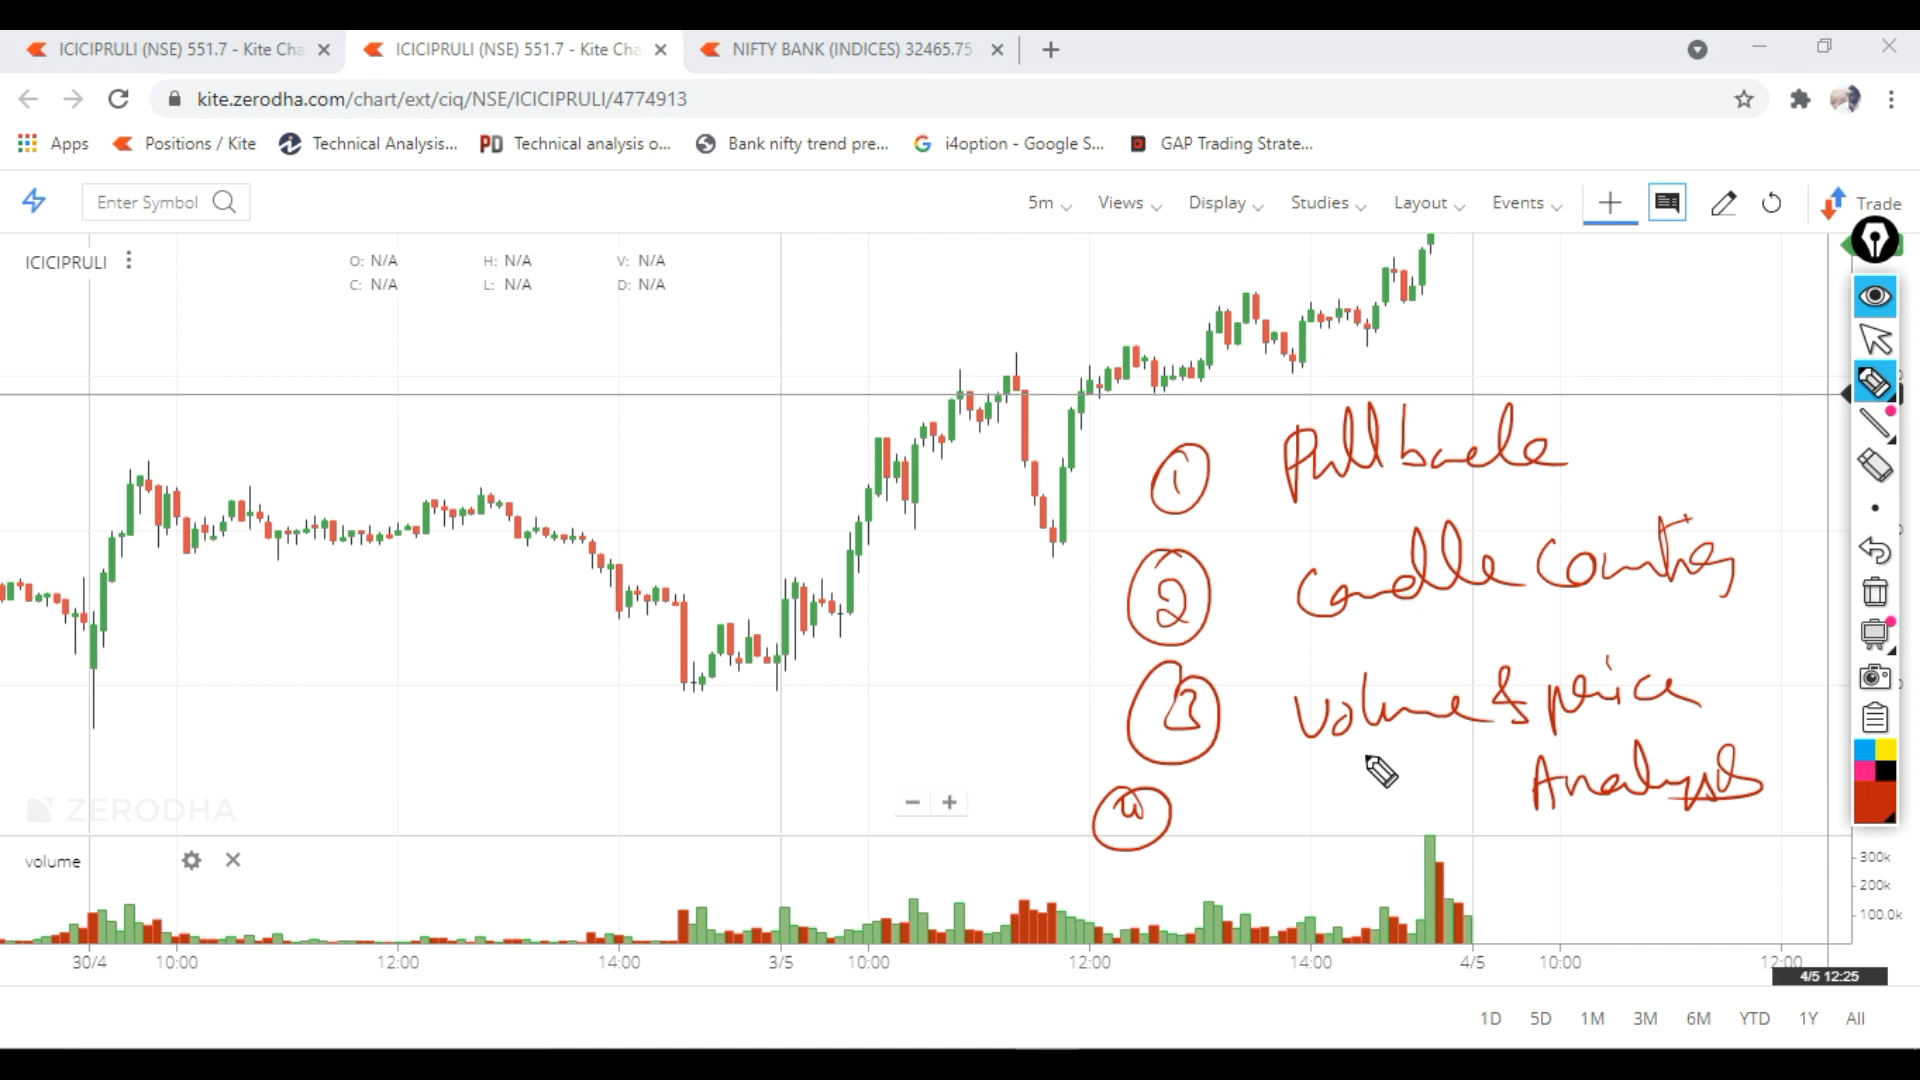 ICICIPRULI (NSE) 551.7 - Kite Cha
ICICIPRULI (NSE) 551.7 - Kite Cha
NIFTY BANK (INDICES) 32465.75
kite.zerodha.com/chart/ext/ciq/NSE/ICICIPRULI/4774913
Apps
Positions / Kite
Technical Analysis...
PD
Technical analysis o...
Bank nifty trend pre...
i4option - Google S...
GAP Trading Strate...
Enter Symbol
5m
Views
Display
Studies
Layout
Events
Trade
ICICIPRULI
O: N/A
H: N/A
V: N/A
C: N/A
L: N/A
D: N/A
1 Pullback
2 Candle Counting
3 Volume & price
Analysis
4
ZERODHA
volume
300k
200k
100.0k
30/4
10:00
12:00
14:00
3/5
10:00
12:00
14:00
4/5
10:00
12:00
4/5 12:25
1D
5D
1M
3M
6M
YTD
1Y
All